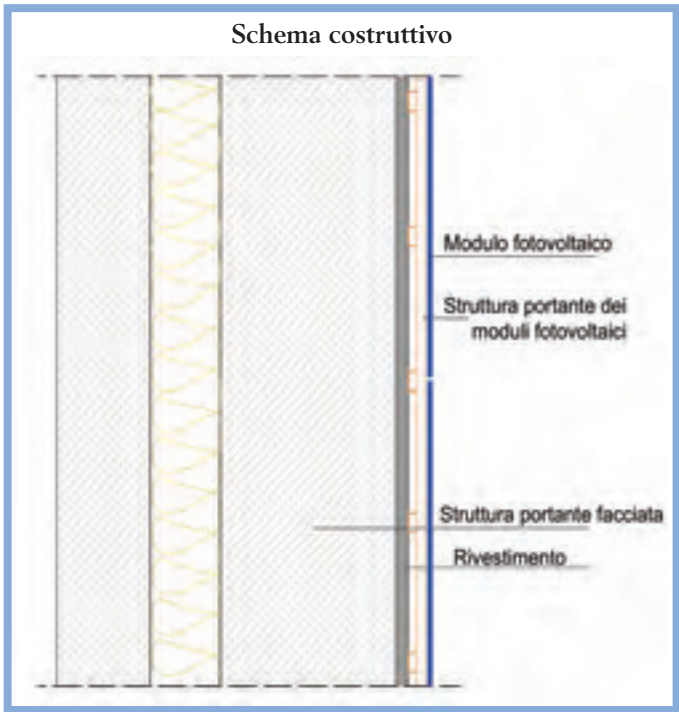 Schema costruttivo
Modulo fotovoltaico
Struttura portante dei
moduli fotovoltaici
Struttura portante facciata
Rivestimento